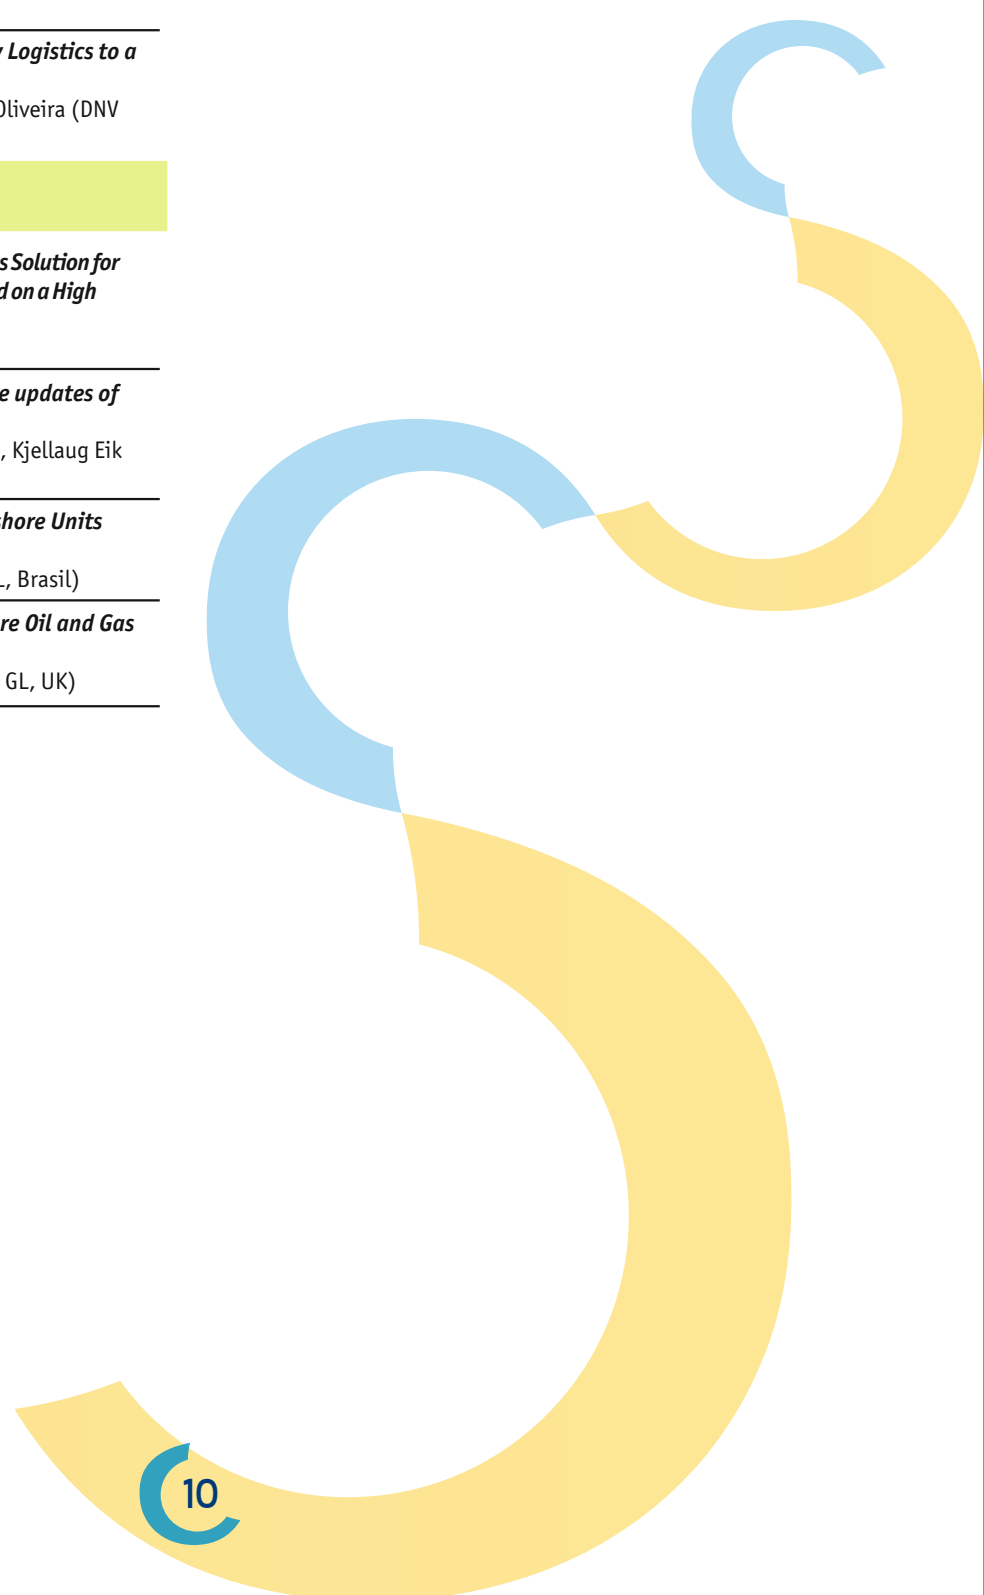 Logistics to a
Oliveira (DNV
s Solution for
d on a High
e updates of
, Kjellaug Eik
shore Units
L, Brasil)
re Oil and Gas
GL, UK)
10